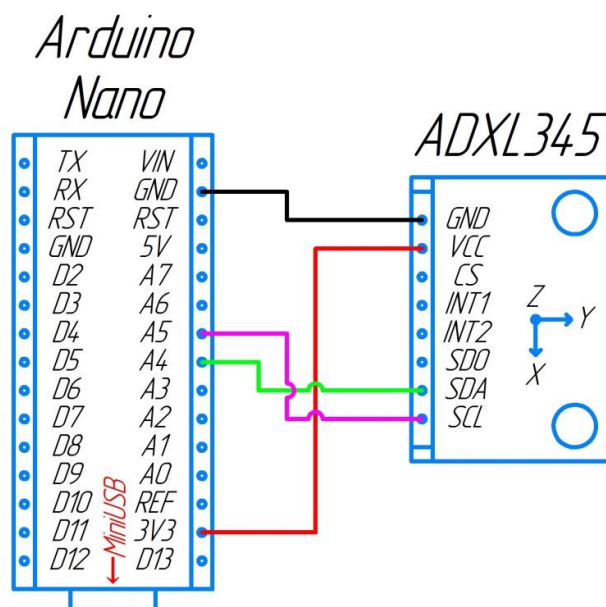 Arduino
Nano
ADXL345
TX VIN
RX GND
RST RST
GND 5V
D2 A7
D3 A6
D4 A5
D5 A4
D6 A3
D7 A2
D8 A1
D9 A0
D10 REF
D11 3V3
D12 D13
MiniUSB
GND
VCC
CS
INT1
INT2
SDO
SDA
SCL
Z
Y
X